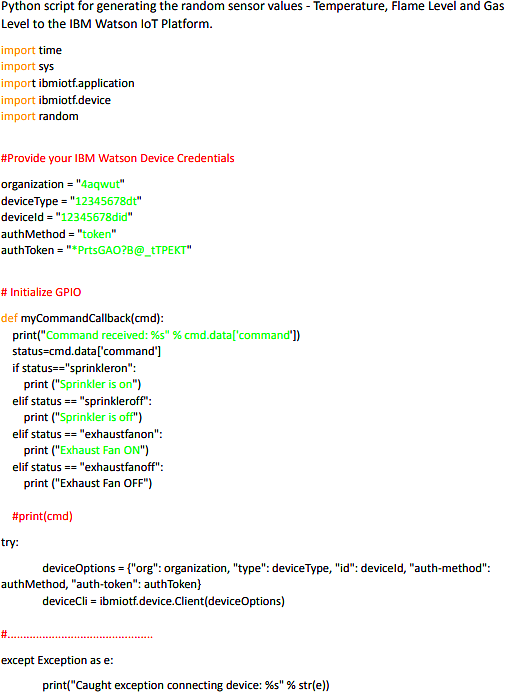 Python script for generating the random sensor values - Temperature, Flame Level and Gas
Level to the IBM Watson IoT Platform.
import time
import sys
import ibmiotf.application
import ibmiotf.device
import random
#Provide your IBM Watson Device Credentials
organization = "4aqwut"
deviceType = "12345678dt"
deviceId = "12345678did"
authMethod = "token"
authToken = "*PrtsGAO?B@_tTPEKT"
# Initialize GPIO
def myCommandCallback(cmd):
print("Command received: %s" % cmd.data['command'])
status=cmd.data['command']
if status=="sprinkleron":
print ("Sprinkler is on")
elif status == "sprinkleroff":
print ("Sprinkler is off")
elif status == "exhaustfanon":
print ("Exhaust Fan ON")
elif status == "exhaustfanoff":
print ("Exhaust Fan OFF")
#print(cmd)
try:
deviceOptions = {"org": organization, "type": deviceType, "id": deviceId, "auth-method":
authMethod, "auth-token": authToken}
deviceCli = ibmiotf.device.Client(deviceOptions)
#..............................................
except Exception as e:
print("Caught exception connecting device: %s" % str(e))